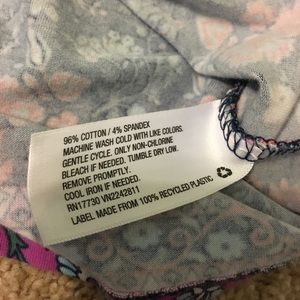 96% COTTON / 4% SPANDEX
MACHINE WASH COLD WITH LIKE COLORS.
GENTLE CYCLE. ONLY NON-CHLORINE
BLEACH IF NEEDED. TUMBLE DRY LOW.
REMOVE PROMPTLY.
COOL IRON IF NEEDED.
RN17730 VN2242811
LABEL MADE FROM 100% RECYCLED PLASTIC